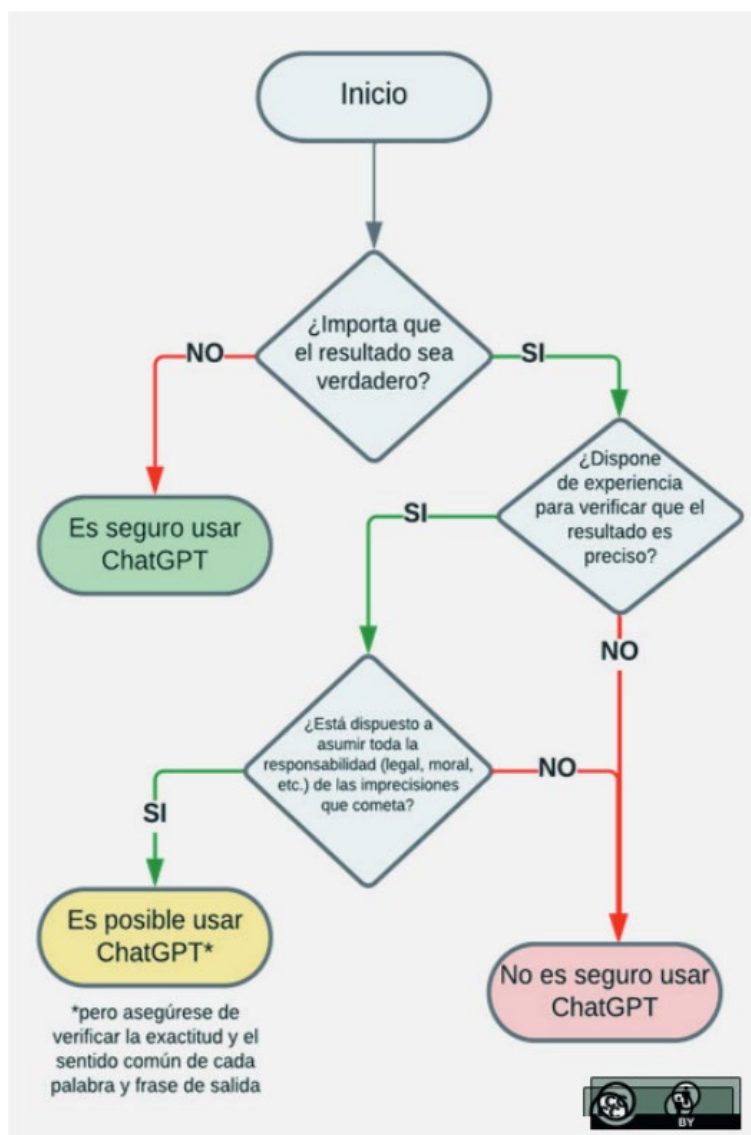 Inicio
¿Importa que
el resultado sea
verdadero?
NO
SI
¿Dispone
de experiencia
para verificar que el
resultado es
preciso?
Es seguro usar
ChatGPT
SI
NO
¿Está dispuesto a
asumir toda la
responsabilidad (legal, moral,
etc.) de las imprecisiones
que cometa?
NO
SI
Es posible usar
ChatGPT*
No es seguro usar
ChatGPT
*pero asegúrese de
verificar la exactitud y el
sentido común de cada
palabra y frase de salida
BY